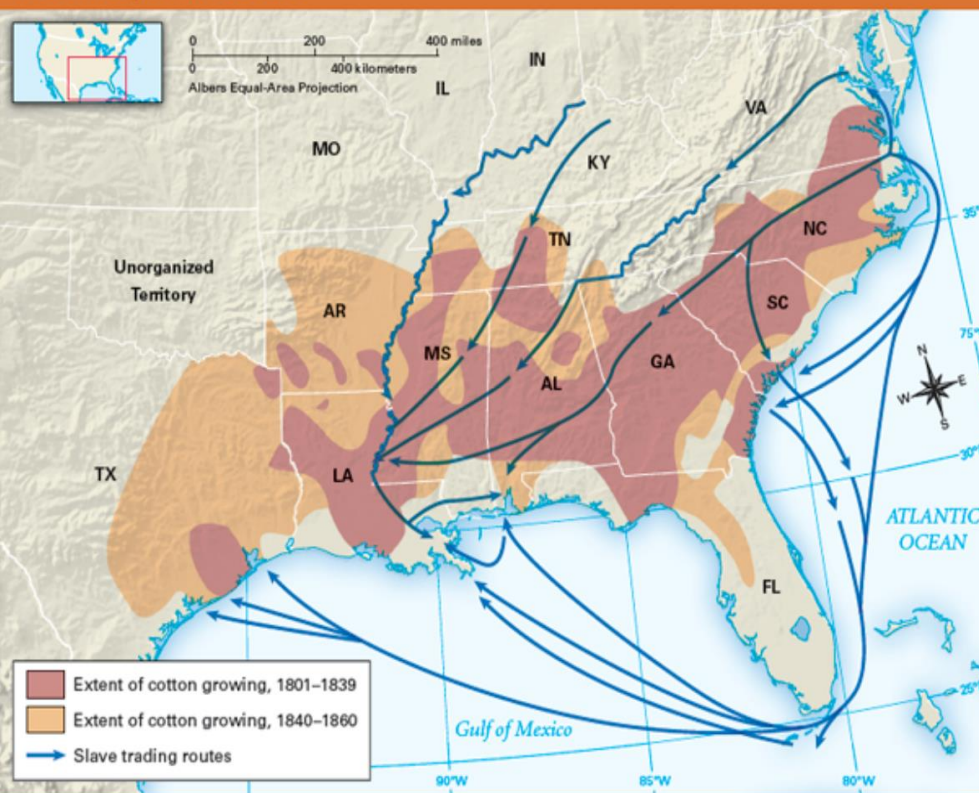 0 200 400 miles
0 200 400 kilometers
Albers Equal-Area Projection
IN
IL
VA
MO
KY
35°
TN
NC
Unorganized
Territory
AR
SC
75°
MS
GA
N
AL
W E
S
30°
TX
LA
ATLANTIC
OCEAN
FL
Extent of cotton growing, 1801–1839
25°
Extent of cotton growing, 1840–1860
Gulf of Mexico
Slave trading routes
90°W 85°W 80°W